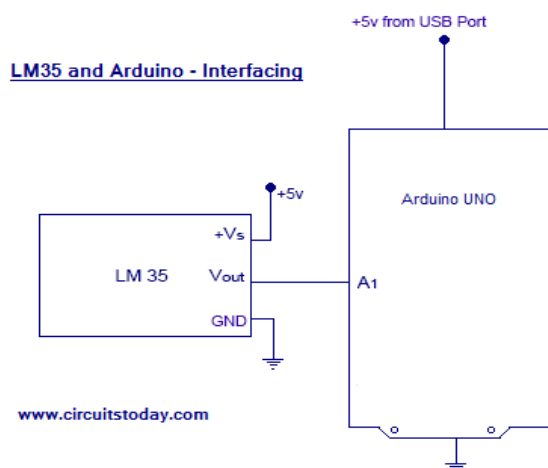 +5v from USB Port
LM35 and Arduino - Interfacing
+5v
Arduino UNO
+Vs
LM 35
Vout
A1
GND
www.circuitstoday.com